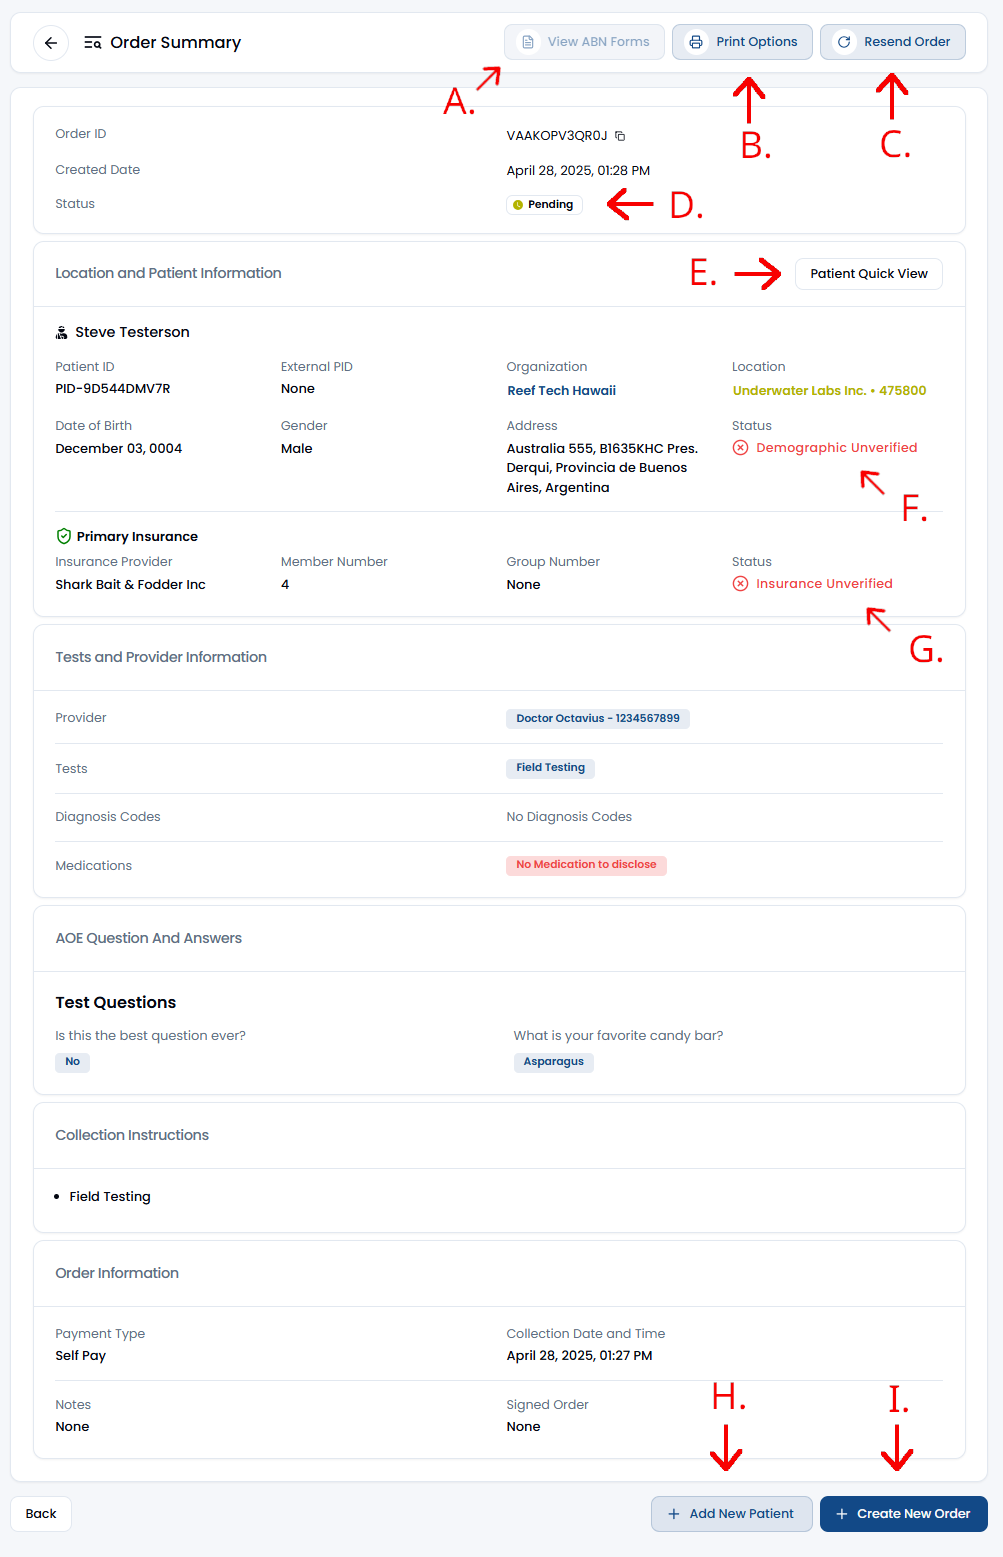 Order Summary
View ABN Forms
Print Options
Resend Order
A.
B.
C.
Order ID
VAAKOPV3QR0J
Created Date
April 28, 2025, 01:28 PM
Status
Pending
D.
Location and Patient Information
E.
Patient Quick View
Steve Testerson
Patient ID
External PID
Organization
Location
PID-9D544DMV7R
None
Reef Tech Hawaii
Underwater Labs Inc. • 475800
Date of Birth
Gender
Address
Status
December 03, 0004
Male
Australia 555, B1635KHC Pres.
Derqui, Provincia de Buenos
Aires, Argentina
Demographic Unverified
F.
Primary Insurance
Insurance Provider
Member Number
Group Number
Status
Shark Bait & Fodder Inc
4
None
Insurance Unverified
G.
Tests and Provider Information
Provider
Doctor Octavius - 1234567899
Tests
Field Testing
Diagnosis Codes
No Diagnosis Codes
Medications
No Medication to disclose
AOE Question And Answers
Test Questions
Is this the best question ever?
What is your favorite candy bar?
No
Asparagus
Collection Instructions
• Field Testing
Order Information
Payment Type
Collection Date and Time
Self Pay
April 28, 2025, 01:27 PM
Notes
Signed Order
None
None
H.
I.
Back
+ Add New Patient
+ Create New Order